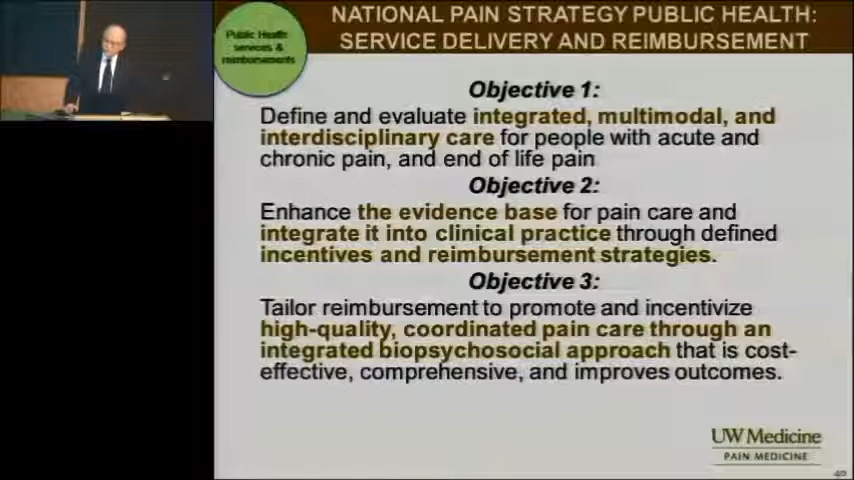 Public Health
services &
reimbursements
NATIONAL PAIN STRATEGY PUBLIC HEALTH:
SERVICE DELIVERY AND REIMBURSEMENT
Objective 1:
Define and evaluate integrated, multimodal, and
interdisciplinary care for people with acute and
chronic pain, and end of life pain
Objective 2:
Enhance the evidence base for pain care and
integrate it into clinical practice through defined
incentives and reimbursement strategies.
Objective 3:
Tailor reimbursement to promote and incentivize
high-quality, coordinated pain care through an
integrated biopsychosocial approach that is cost-
effective, comprehensive, and improves outcomes.
UW Medicine
PAIN MEDICINE